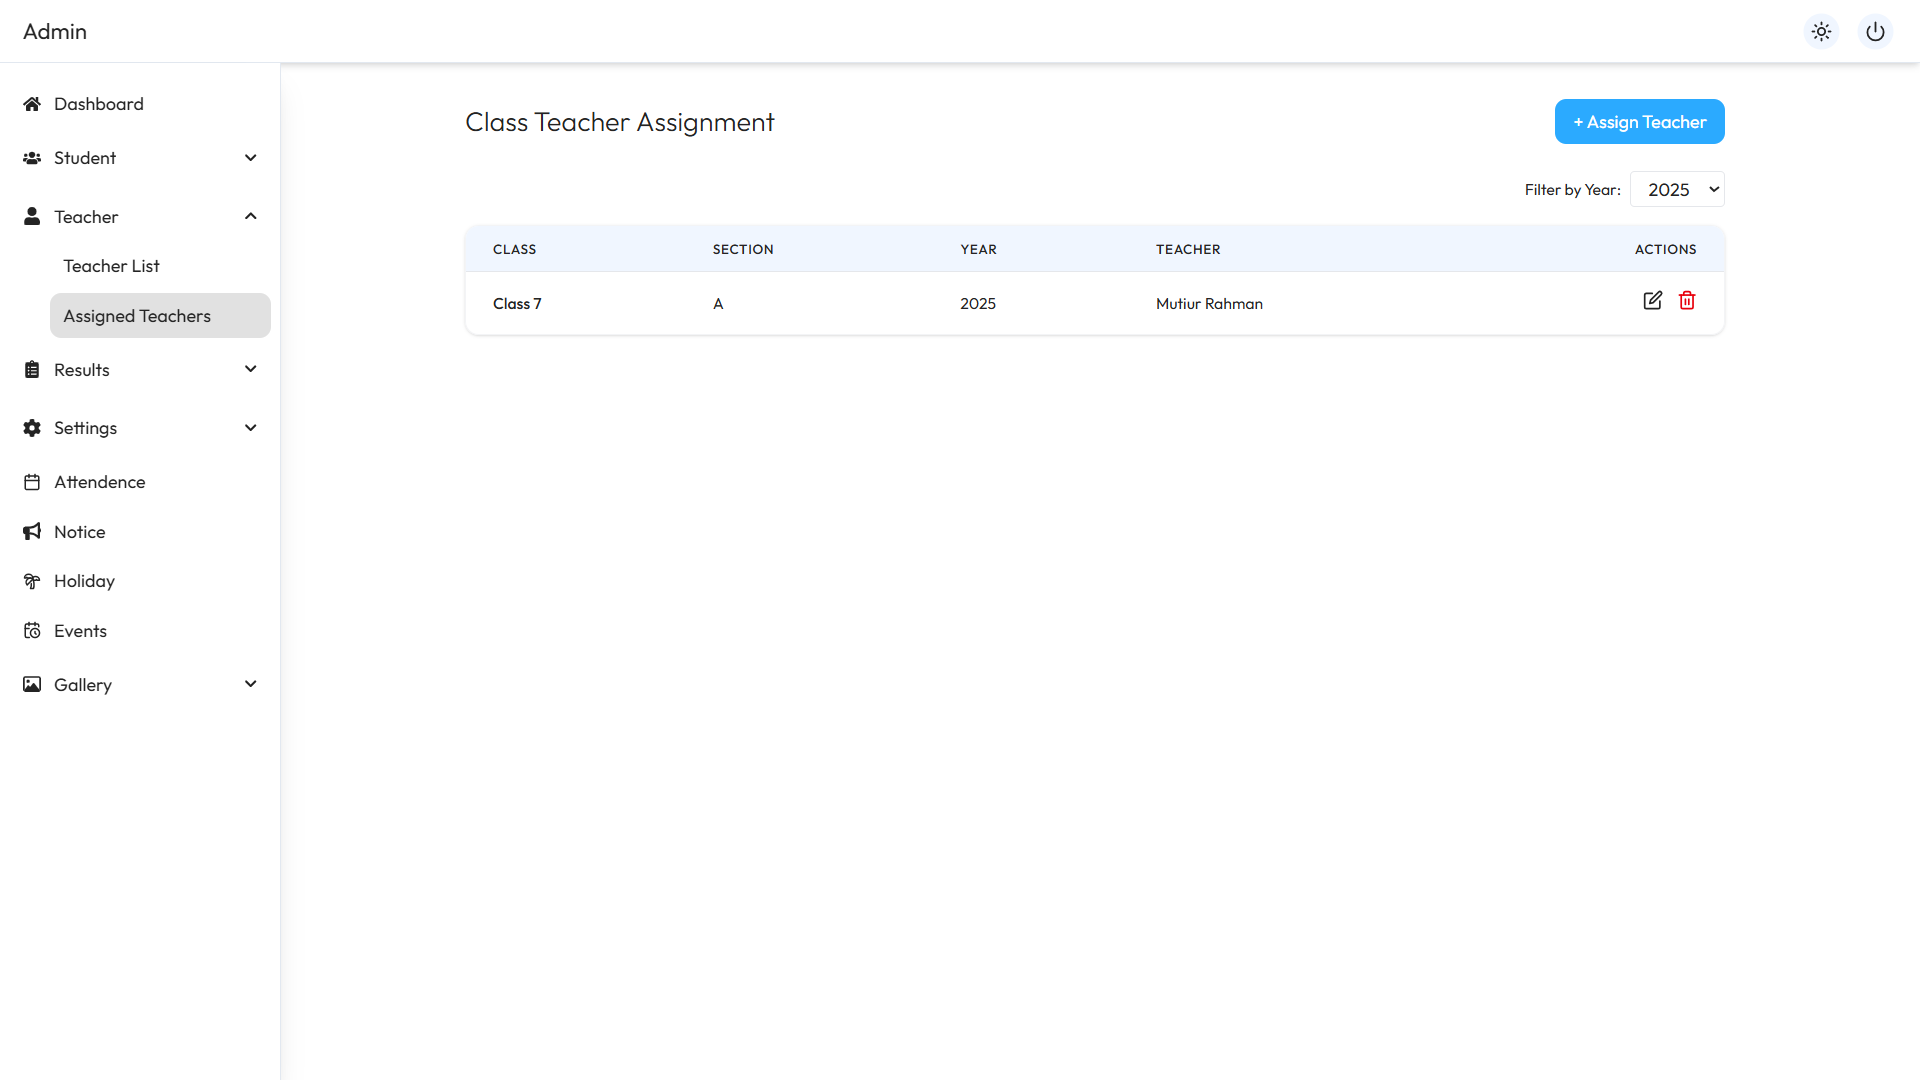 Admin
Dashboard
Student
Teacher
Teacher List
Assigned Teachers
Results
Settings
Attendence
Notice
Holiday
Events
Gallery
Class Teacher Assignment
+ Assign Teacher
Filter by Year: 2025
CLASS SECTION YEAR TEACHER ACTIONS
Class 7 A 2025 Mutiur Rahman